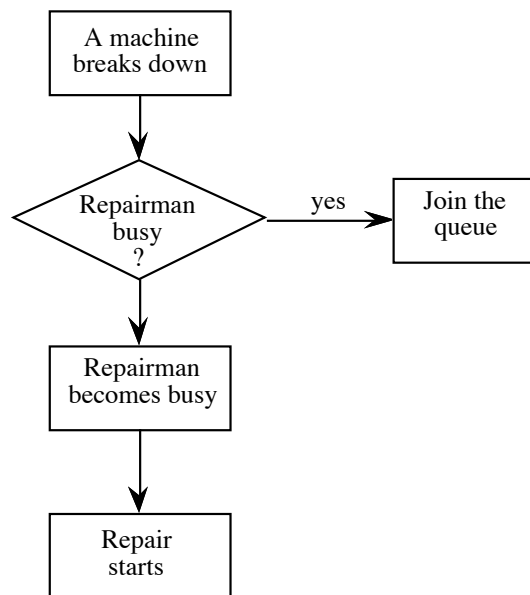 A machine
breaks down
Repairman
busy
?
yes
Join the
queue
Repairman
becomes busy
Repair
starts